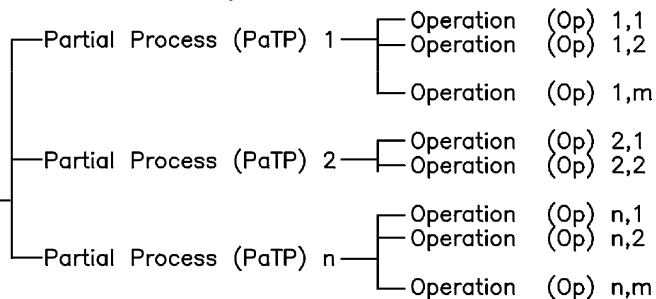 Partial Process (PaTP) 1
Operation (Op) 1,1
Operation (Op) 1,2
Operation (Op) 1,m
Partial Process (PaTP) 2
Operation (Op) 2,1
Operation (Op) 2,2
Partial Process (PaTP) n
Operation (Op) n,1
Operation (Op) n,2
Operation (Op) n,m